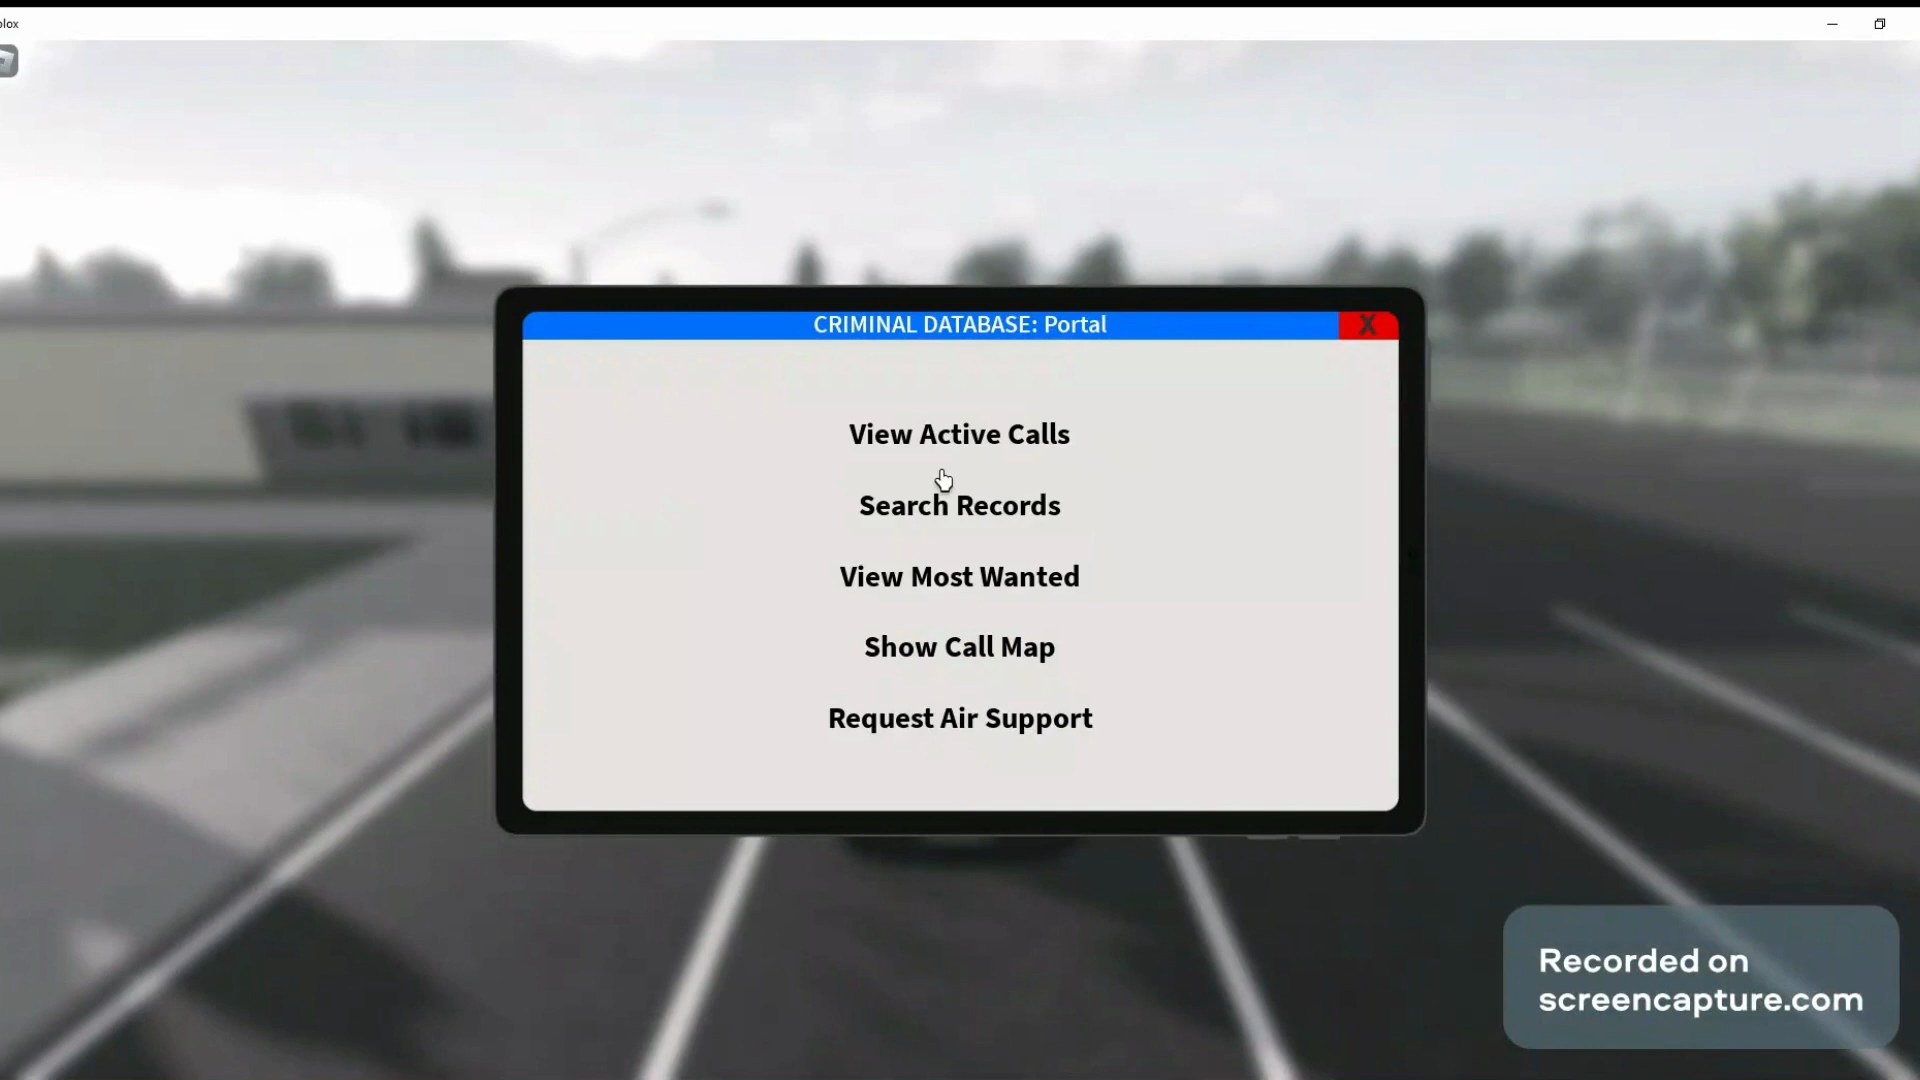 olox
CRIMINAL DATABASE: Portal
X
View Active Calls
Search Records
View Most Wanted
Show Call Map
Request Air Support
Recorded on
screencapture.com